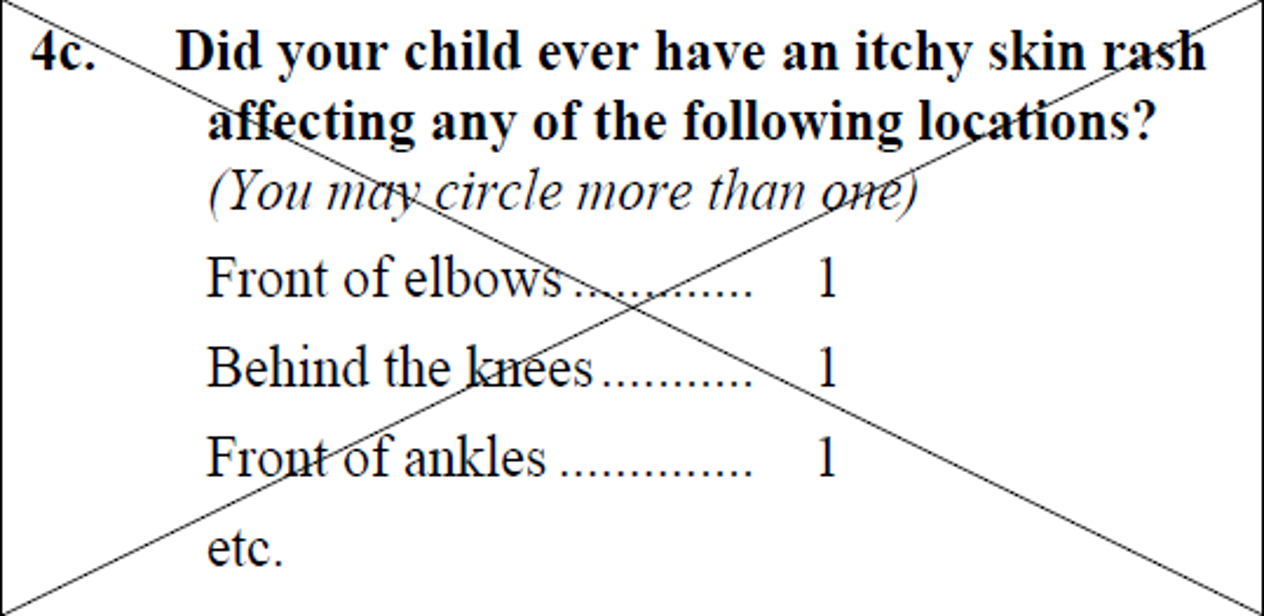 4c. Did your child ever have an itchy skin rash
affecting any of the following locations?
(You may circle more than one)
Front of elbows ............. 1
Behind the knees ........... 1
Front of ankles .............. 1
etc.